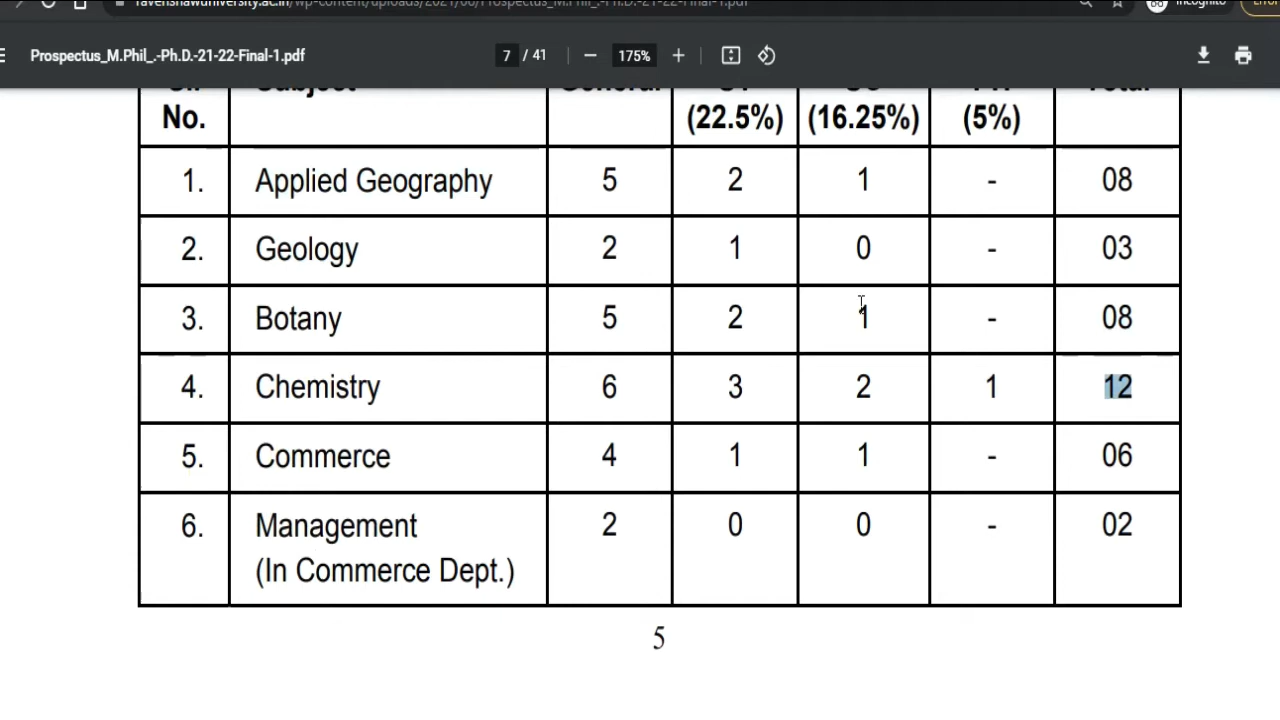 ravenshawuniversity.ac.in/wp-content/uploads/2021/06/Prospectus_M.Phil_.-Ph.D.-21-22-Final-1.pdf
Incognito
Error
Prospectus_M.Phil_.-Ph.D.-21-22-Final-1.pdf
7 / 41
175%
Subject General Total
No. (22.5%) (16.25%) (5%)
1. Applied Geography 5 2 1 - 08
2. Geology 2 1 0 - 03
3. Botany 5 2 1 - 08
4. Chemistry 6 3 2 1 12
5. Commerce 4 1 1 - 06
6. Management 2 0 0 - 02
(In Commerce Dept.)
5